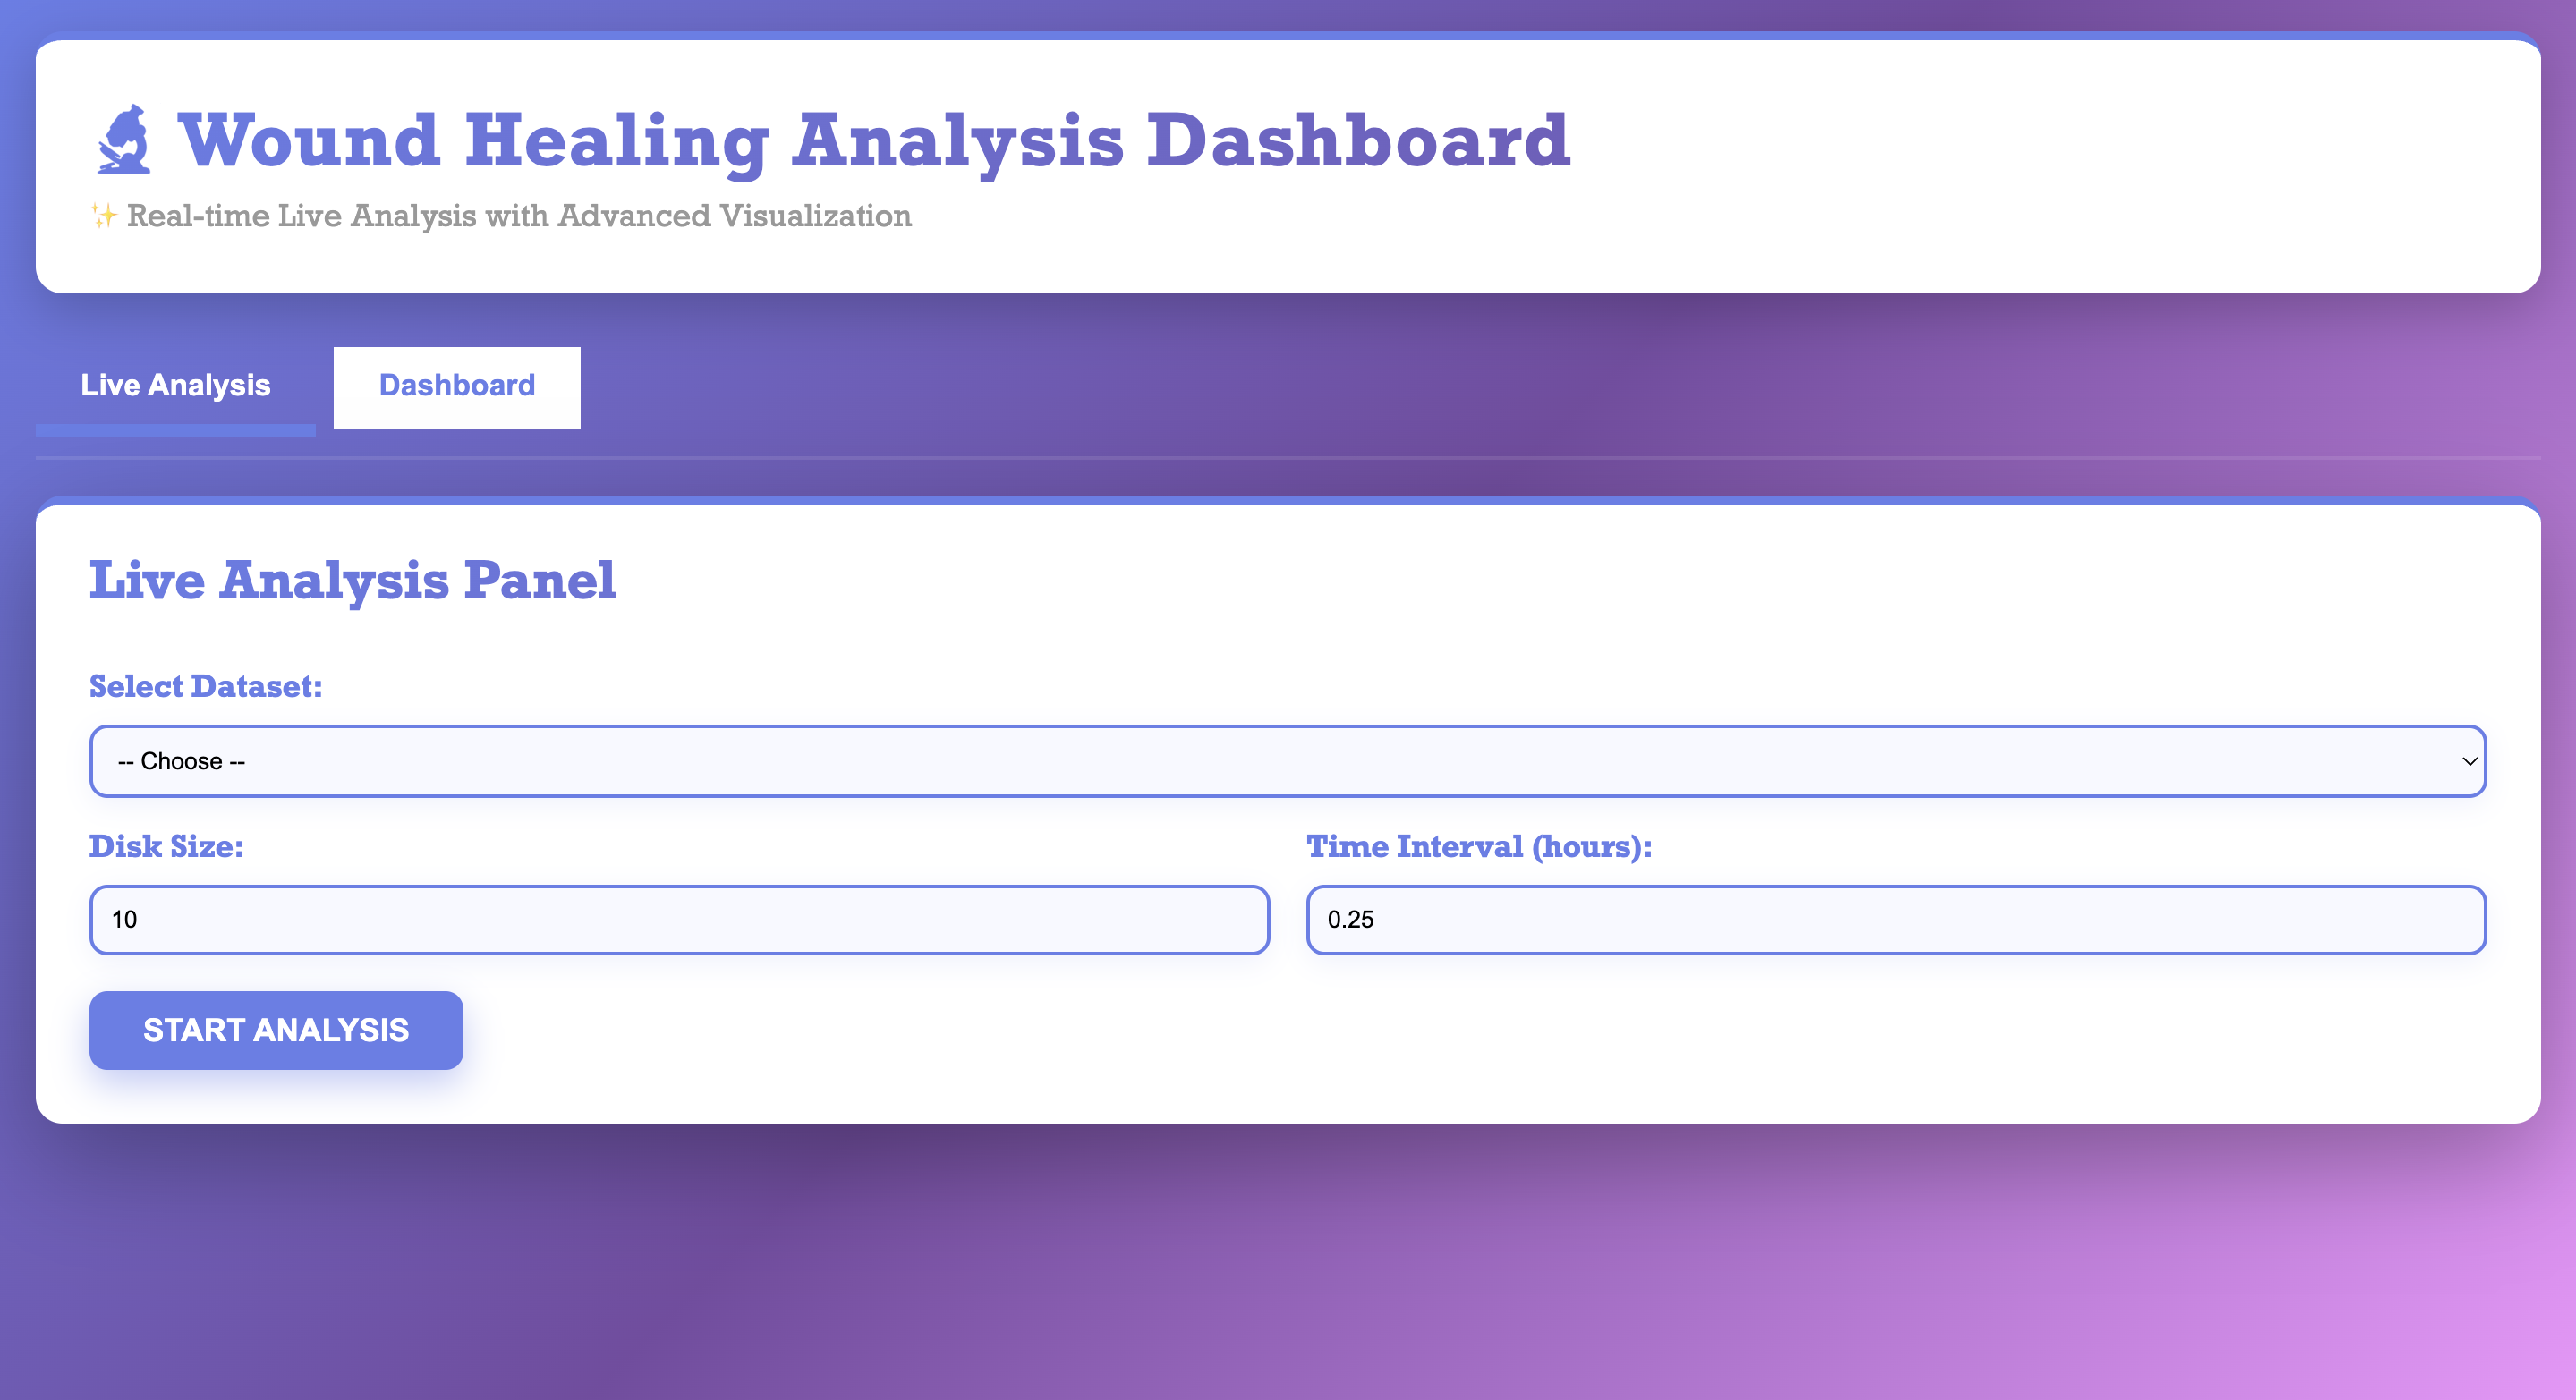 🔬 Wound Healing Analysis Dashboard
✨ Real-time Live Analysis with Advanced Visualization
Live Analysis
Dashboard
Live Analysis Panel
Select Dataset:
-- Choose --
Disk Size:
10
Time Interval (hours):
0.25
START ANALYSIS